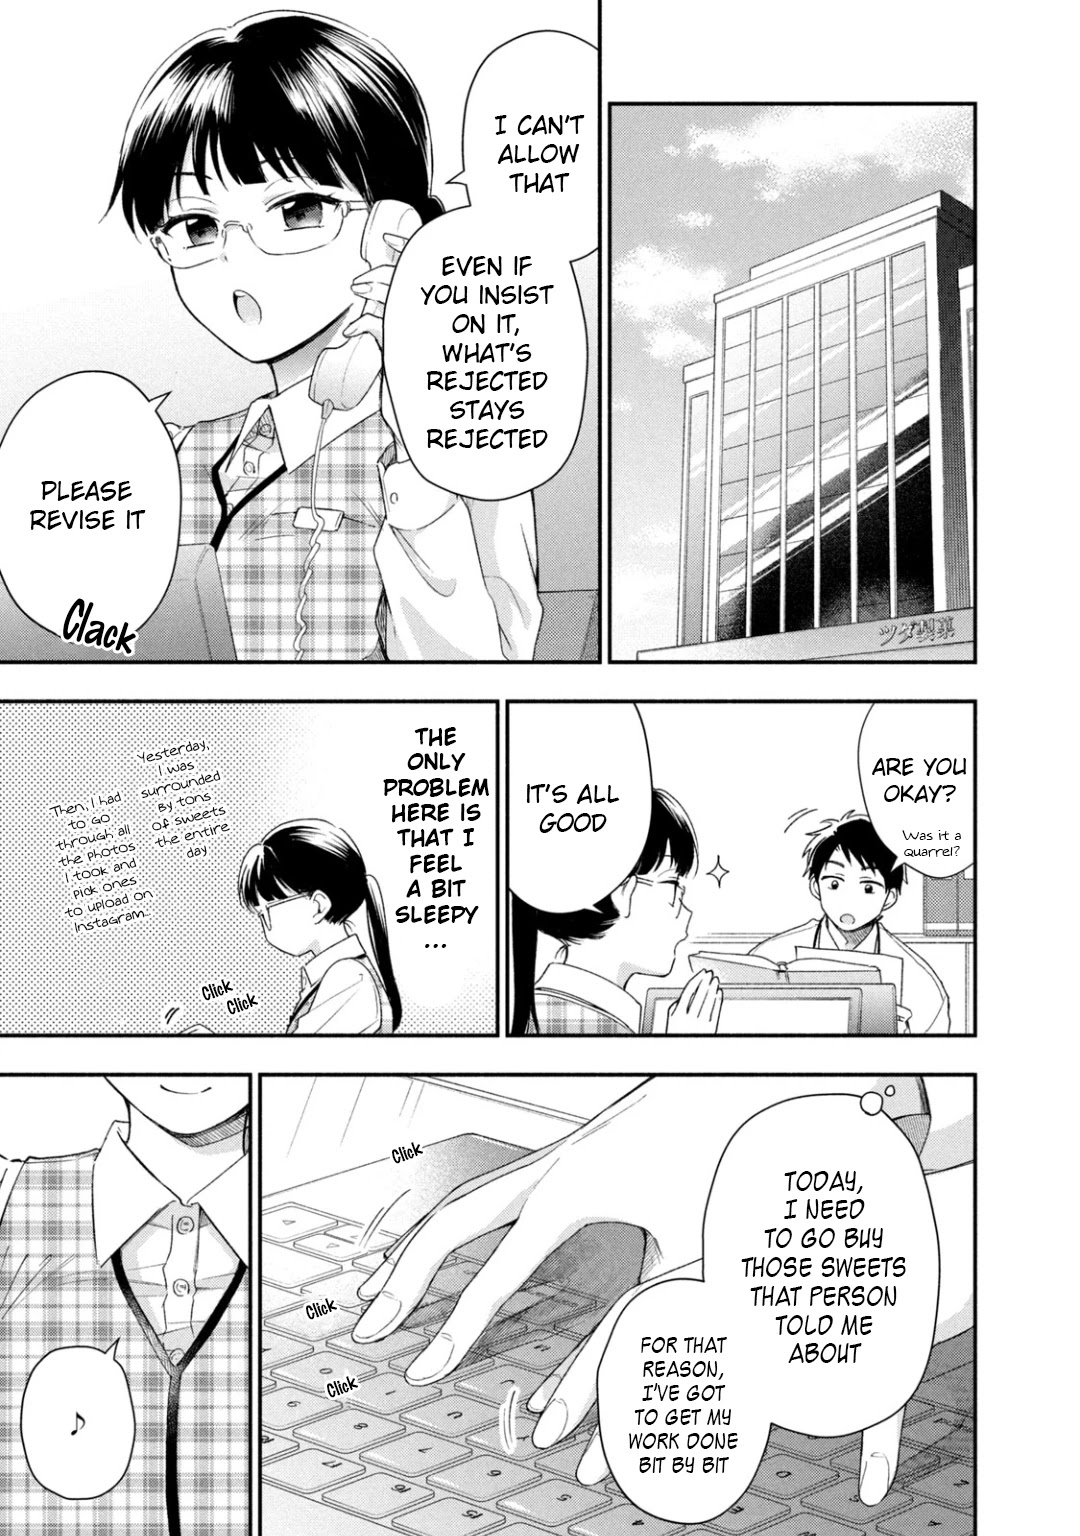 ツダ製菓
I CAN'T
ALLOW
THAT
EVEN IF
YOU INSIST
ON IT,
WHAT'S
REJECTED
STAYS
REJECTED
PLEASE
REVISE IT
Clack
ARE YOU
OKAY?
Was it a
quarrel?
IT'S ALL
GOOD
THE
ONLY
PROBLEM
HERE IS
THAT I
FEEL
A BIT
SLEEPY
...
Yesterday,
I was
surrounded
By tons
of sweets
the entire
day
Then, I had
to go
through all
the photos
I took and
pick ones
to upload on
Instagram.
Click
Click
TODAY,
I NEED
TO GO BUY
THOSE SWEETS
THAT PERSON
TOLD ME
ABOUT
FOR THAT
REASON,
I'VE GOT
TO GET MY
WORK DONE
BIT BY BIT
Click
Click
Click
♪